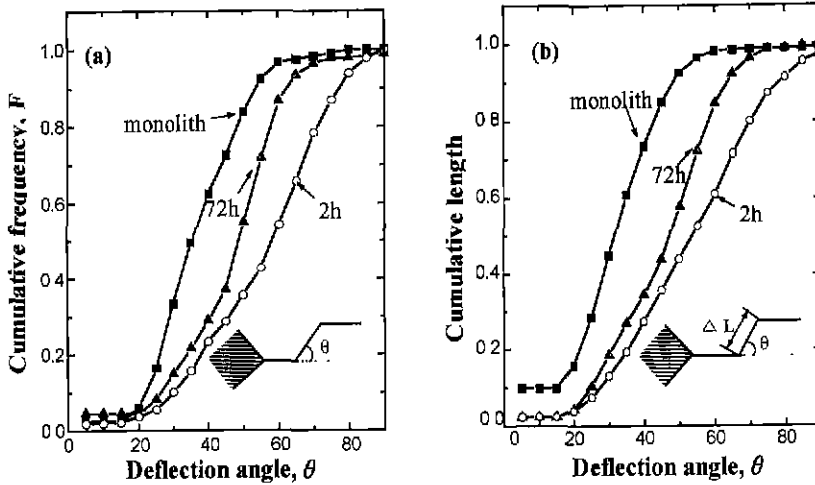 (a)
1.0
0.8
0.6
0.4
0.2
0.0
Cumulative frequency, F
monolith
72h
2h
θ
0 20 40 60 80
Deflection angle, θ
(b)
1.0
0.8
0.6
0.4
0.2
0.0
Cumulative length
monolith
72h
2h
△ L
θ
0 20 40 60 80
Deflection angle, θ